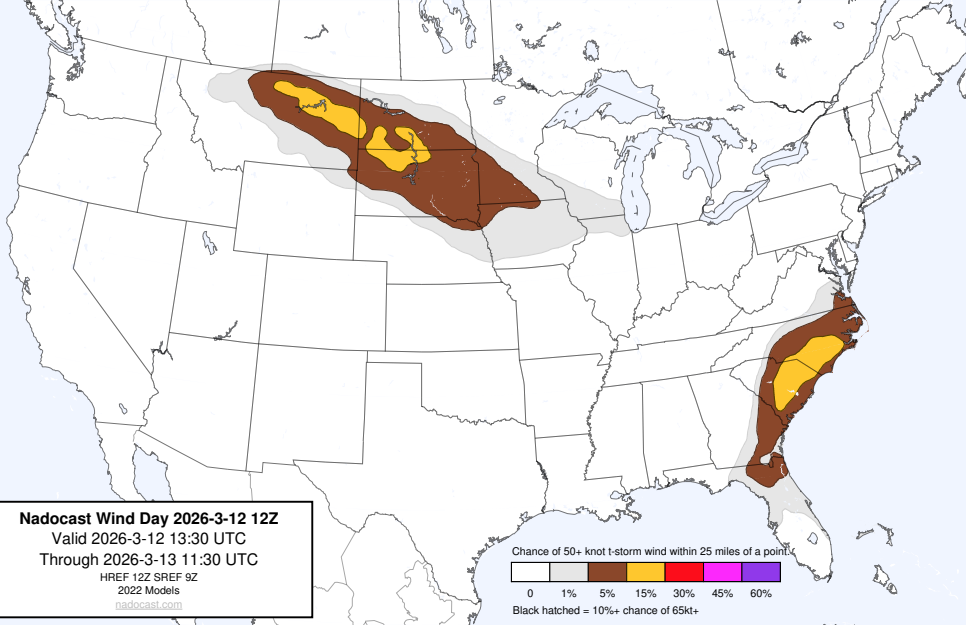 Nadocast Wind Day 2026-3-12 12Z
Valid 2026-3-12 13:30 UTC
Through 2026-3-13 11:30 UTC
HREF 12Z SREF 9Z
2022 Models
nadocast.com
Chance of 50+ knot t-storm wind within 25 miles of a point.
0 1% 5% 15% 30% 45% 60%
Black hatched = 10%+ chance of 65kt+